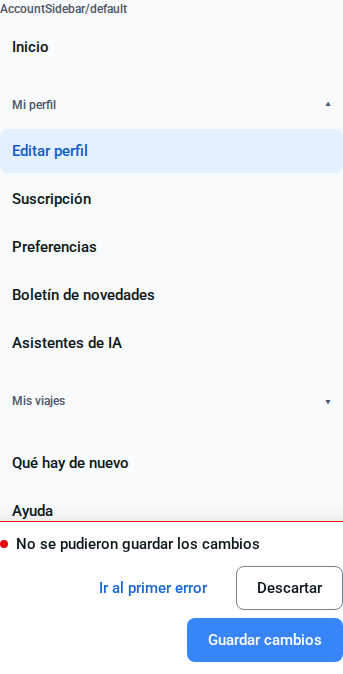 AccountSidebar/default
Inicio
Mi perfil
Editar perfil
Suscripción
Preferencias
Boletín de novedades
Asistentes de IA
Mis viajes
Qué hay de nuevo
Ayuda
No se pudieron guardar los cambios
Ir al primer error
Descartar
Guardar cambios